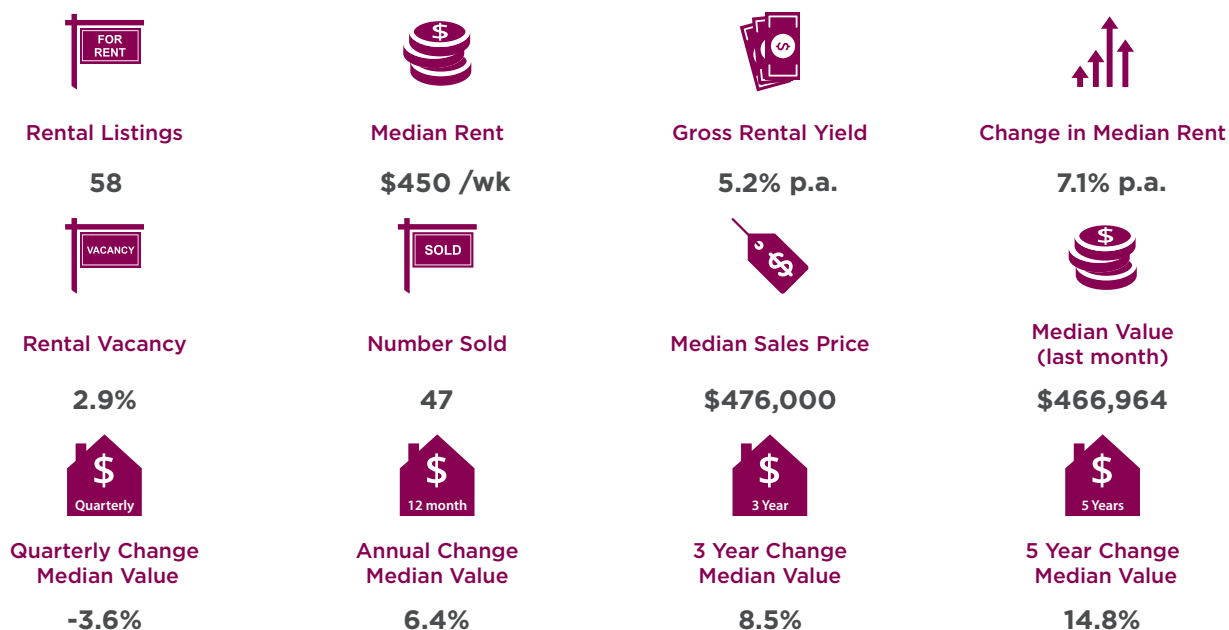 FOR
RENT
$
$
Rental Listings
Median Rent
Gross Rental Yield
Change in Median Rent
58
$450 /wk
5.2% p.a.
7.1% p.a.
VACANCY
SOLD
$
$
Rental Vacancy
Number Sold
Median Sales Price
Median Value
(last month)
2.9%
47
$476,000
$466,964
$
Quarterly
$
12 month
$
3 Year
$
5 Years
Quarterly Change
Median Value
Annual Change
Median Value
3 Year Change
Median Value
5 Year Change
Median Value
-3.6%
6.4%
8.5%
14.8%